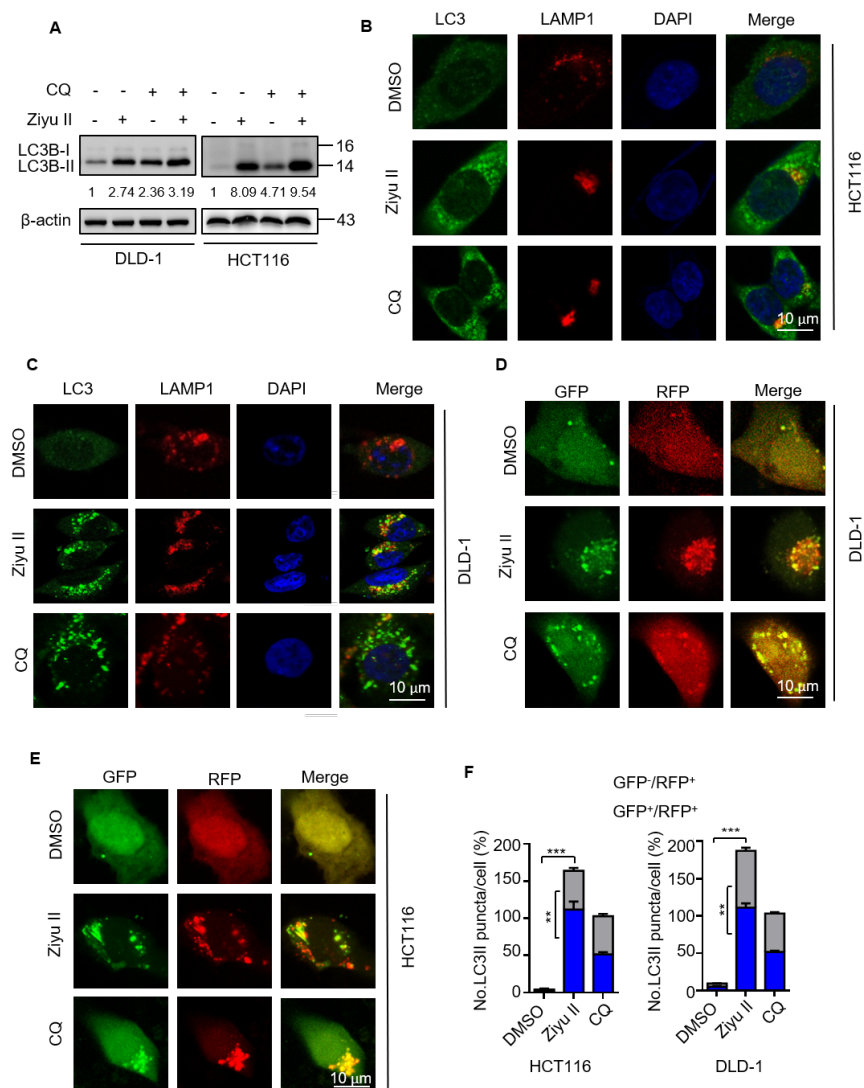 A
CQ - - + + - - + +
Ziyu II - + - + - + - +
LC3B-I
LC3B-II
16
14
1 2.74 2.36 3.19 1 8.09 4.71 9.54
β-actin
43
DLD-1 HCT116
B
LC3 LAMP1 DAPI Merge
DMSO
Ziyu II
CQ
10 μm
HCT116
C
LC3 LAMP1 DAPI Merge
DMSO
Ziyu II
CQ
10 μm
DLD-1
D
GFP RFP Merge
DMSO
Ziyu II
CQ
10 μm
DLD-1
E
GFP RFP Merge
DMSO
Ziyu II
CQ
10 μm
HCT116
F
GFP⁻/RFP⁺
GFP⁺/RFP⁺
No.LC3II puncta/cell (%)
200
150
100
50
0
***
**
DMSO
Ziyu II
CQ
HCT116
No.LC3II puncta/cell (%)
200
150
100
50
0
***
**
DMSO
Ziyu II
CQ
DLD-1